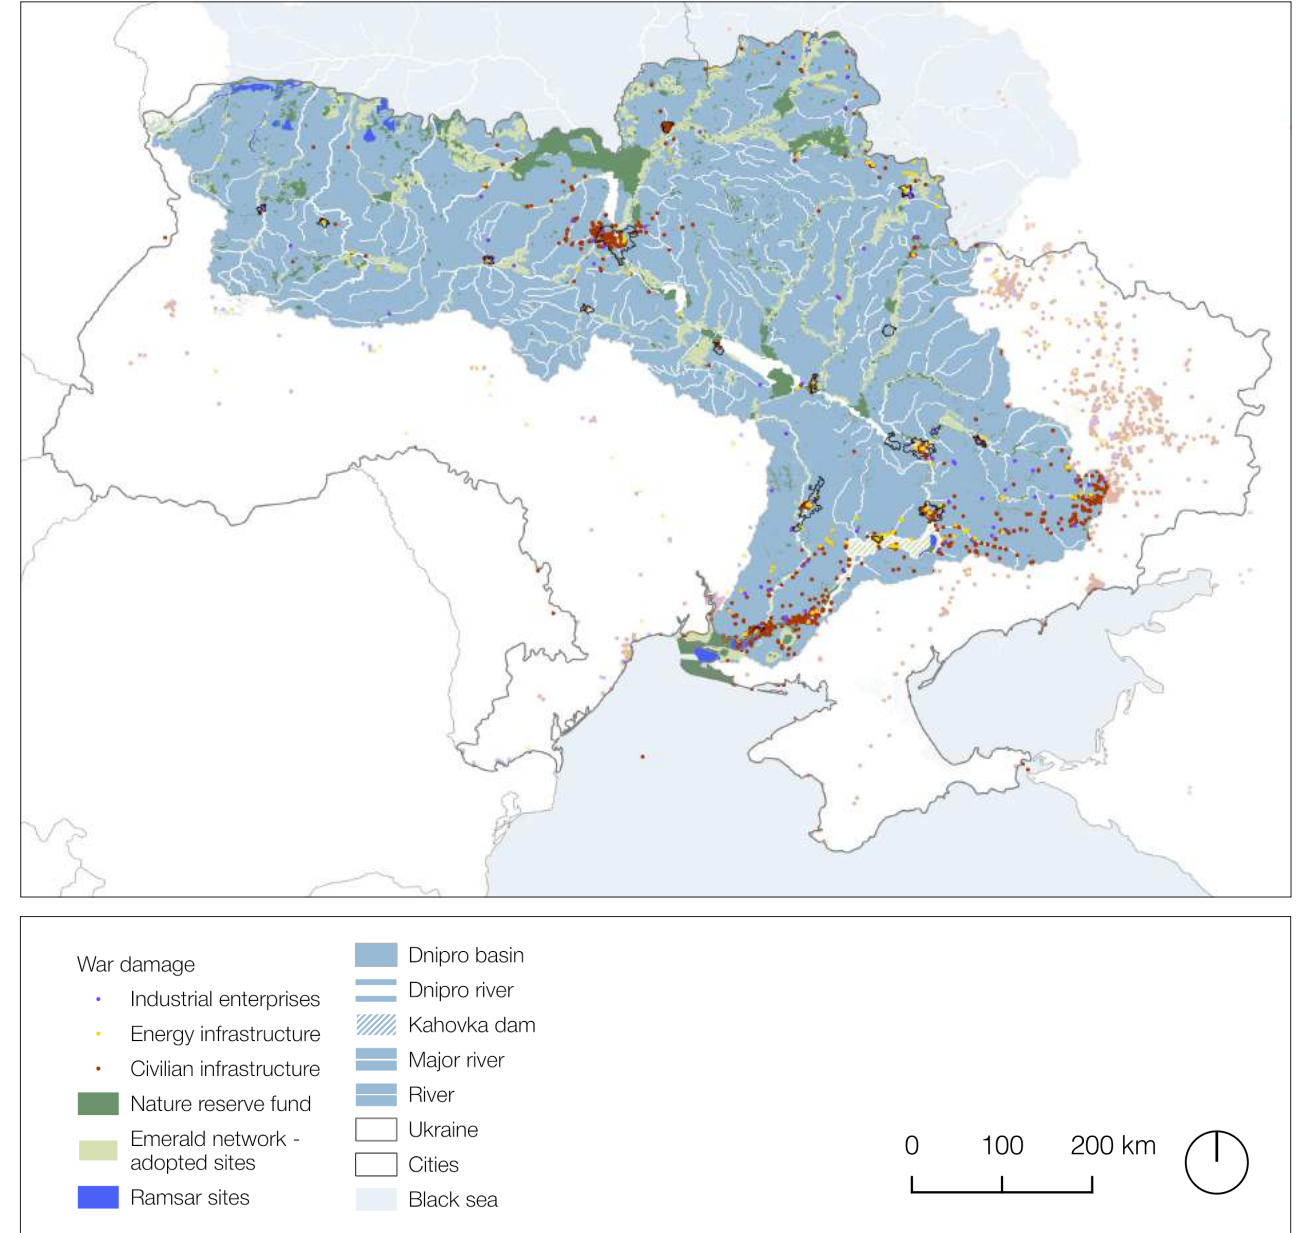 War damage
Industrial enterprises
Energy infrastructure
Civilian infrastructure
Nature reserve fund
Emerald network -
adopted sites
Ramsar sites
Dnipro basin
Dnipro river
Kahovka dam
Major river
River
Ukraine
Cities
Black sea
0 100 200 km